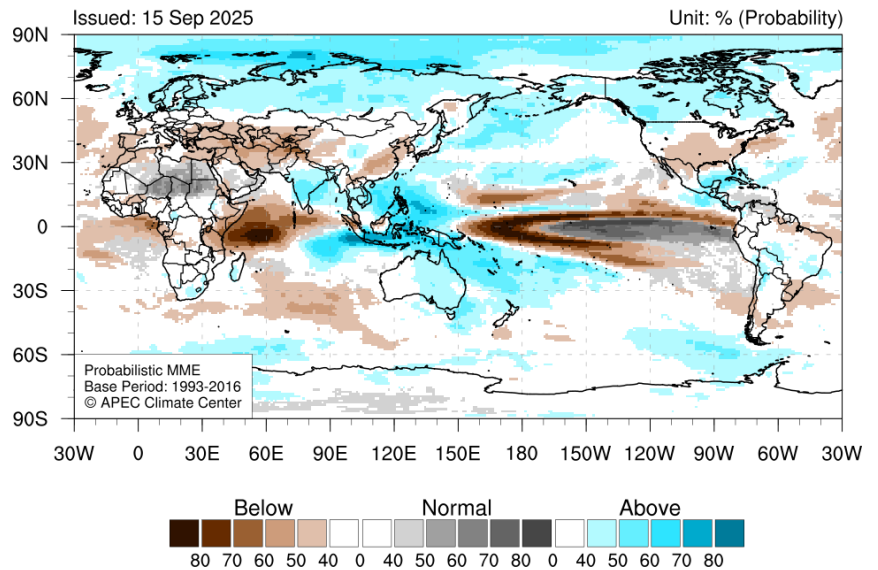 Issued: 15 Sep 2025 Unit: % (Probability)
90N
60N
30N
0
30S
60S
90S
Probabilistic MME
Base Period: 1993-2016
© APEC Climate Center
30W 0 30E 60E 90E 120E 150E 180 150W 120W 90W 60W 30W
Below Normal Above
80 70 60 50 40 0 40 50 60 70 80 0 40 50 60 70 80